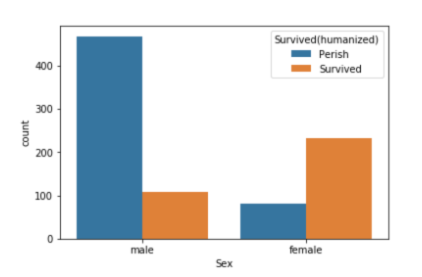 Survived(humanized)
Perish
Survived
400
300
200
100
0
count
male
female
Sex